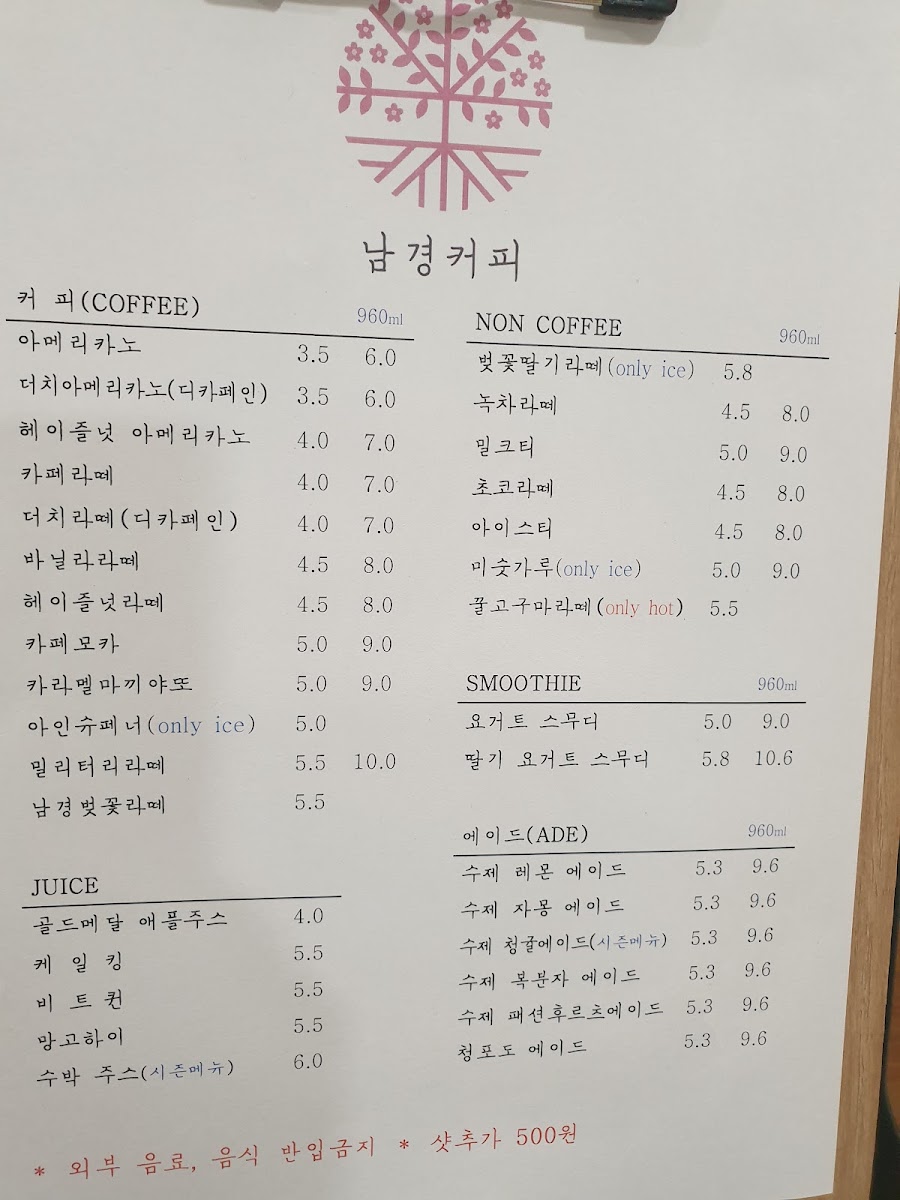 남경커피
커 피(COFFEE) 960ml
아메리카노 3.5 6.0
더치아메리카노(디카페인) 3.5 6.0
헤이즐넛 아메리카노 4.0 7.0
카페라떼 4.0 7.0
더치라떼(디카페인) 4.0 7.0
바닐라라떼 4.5 8.0
헤이즐넛라떼 4.5 8.0
카페모카 5.0 9.0
카라멜마끼야또 5.0 9.0
아인슈페너(only ice) 5.0
밀리터리라떼 5.5 10.0
남경벚꽃라떼 5.5
JUICE
골드메달 애플주스 4.0
케 일 킹 5.5
비 트 퀸 5.5
망고하이 5.5
수박 주스(시즌메뉴) 6.0
NON COFFEE 960ml
벚꽃딸기라떼(only ice) 5.8
녹차라떼 4.5 8.0
밀크티 5.0 9.0
초코라떼 4.5 8.0
아이스티 4.5 8.0
미숫가루(only ice) 5.0 9.0
꿀고구마라떼(only hot) 5.5
SMOOTHIE 960ml
요거트 스무디 5.0 9.0
딸기 요거트 스무디 5.8 10.6
에이드(ADE) 960ml
수제 레몬 에이드 5.3 9.6
수제 자몽 에이드 5.3 9.6
수제 청귤에이드(시즌메뉴) 5.3 9.6
수제 복분자 에이드 5.3 9.6
수제 패션후르츠에이드 5.3 9.6
청포도 에이드 5.3 9.6
* 외부 음료, 음식 반입금지 * 샷추가 500원